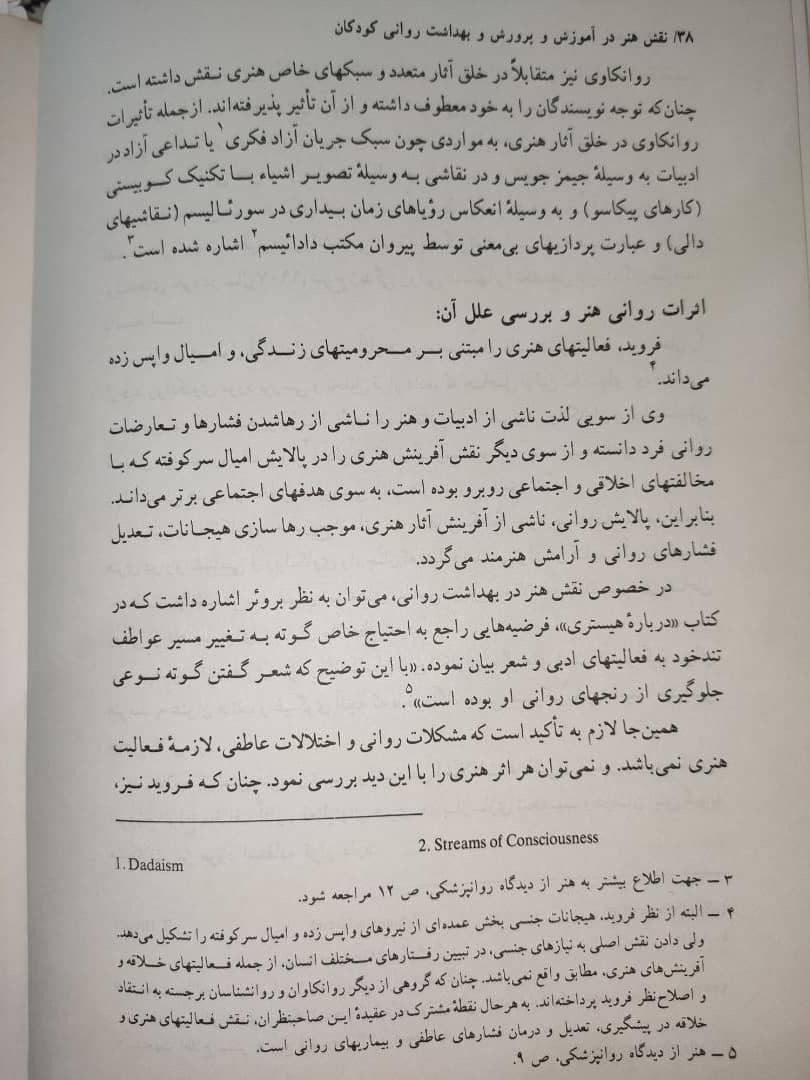 ۳۸/ نقش هنر در آموزش و پرورش و بهداشت روانی کودکان
روانکاوی نیز متقابلاً در خلق آثار متعدد و سبکهای خاص هنری نقش داشته است.
چنان‌که توجه نویسندگان را به خود معطوف داشته و از آن تأثیر پذیرفته‌اند. ازجمله تأثیرات
روانکاوی در خلق آثار هنری، به مواردی چون سبک جریان آزاد فکری۱ یا تداعی آزاد در
ادبیات به وسیلهٔ جیمز جویس و در نقاشی به وسیلهٔ تصویر اشیاء با تکنیک کوبیستی
(کارهای پیکاسو) و به وسیلهٔ انعکاس رؤیاهای زمان بیداری در سورئالیسم (نقاشیهای
دالی) و عبارت پردازیهای بی‌معنی توسط پیروان مکتب دادائیسم۲ اشاره شده است۳.
اثرات روانی هنر و بررسی علل آن:
فروید، فعالیتهای هنری را مبتنی بر محرومیتهای زندگی، و امیال واپس زده
می‌داند.۴
وی از سویی لذت ناشی از ادبیات و هنر را ناشی از رهاشدن فشارها و تعارضات
روانی فرد دانسته و از سوی دیگر نقش آفرینش هنری را در پالایش امیال سرکوفته که با
مخالفتهای اخلاقی و اجتماعی روبرو بوده است، به سوی هدفهای اجتماعی برتر می‌داند.
بنابراین، پالایش روانی، ناشی از آفرینش آثار هنری، موجب رها سازی هیجانات، تعدیل
فشارهای روانی و آرامش هنرمند می‌گردد.
در خصوص نقش هنر در بهداشت روانی، می‌توان به نظر بروئر اشاره داشت که در
کتاب «دربارهٔ هیستری»، فرضیه‌هایی راجع به احتیاج خاص گوته به تغییر مسیر عواطف
تندخود به فعالیتهای ادبی و شعر بیان نموده. «با این توضیح که شعر گفتن گوته نوعی
جلوگیری از رنجهای روانی او بوده است»۵.
همین‌جا لازم به تأکید است که مشکلات روانی و اختلالات عاطفی، لازمهٔ فعالیت
هنری نمی‌باشد. و نمی‌توان هر اثر هنری را با این دید بررسی نمود. چنان که فروید نیز،
1. Dadaism 2. Streams of Consciousness
۳ ــ جهت اطلاع بیشتر به هنر از دیدگاه روانپزشکی، ص ۱۲ مراجعه شود.
۴ ــ البته از نظر فروید، هیجانات جنسی بخش عمده‌ای از نیروهای واپس زده و امیال سرکوفته را تشکیل می‌دهد.
ولی دادن نقش اصلی به نیازهای جنسی، در تبیین رفتارهای مختلف انسان، از جمله فعالیتهای خلاقه و
آفرینش‌های هنری، مطابق واقع نمی‌باشد. چنان که گروهی از دیگر روانکاوان و روانشناسان برجسته به انتقاد
و اصلاح‌نظر فروید پرداخته‌اند. به هرحال نقطهٔ مشترک در عقیدهٔ این صاحبنظران، نقش فعالیتهای هنری و
خلاقه در پیشگیری، تعدیل و درمان فشارهای عاطفی و بیماریهای روانی است.
۵ ــ هنر از دیدگاه روانپزشکی، ص ۹.